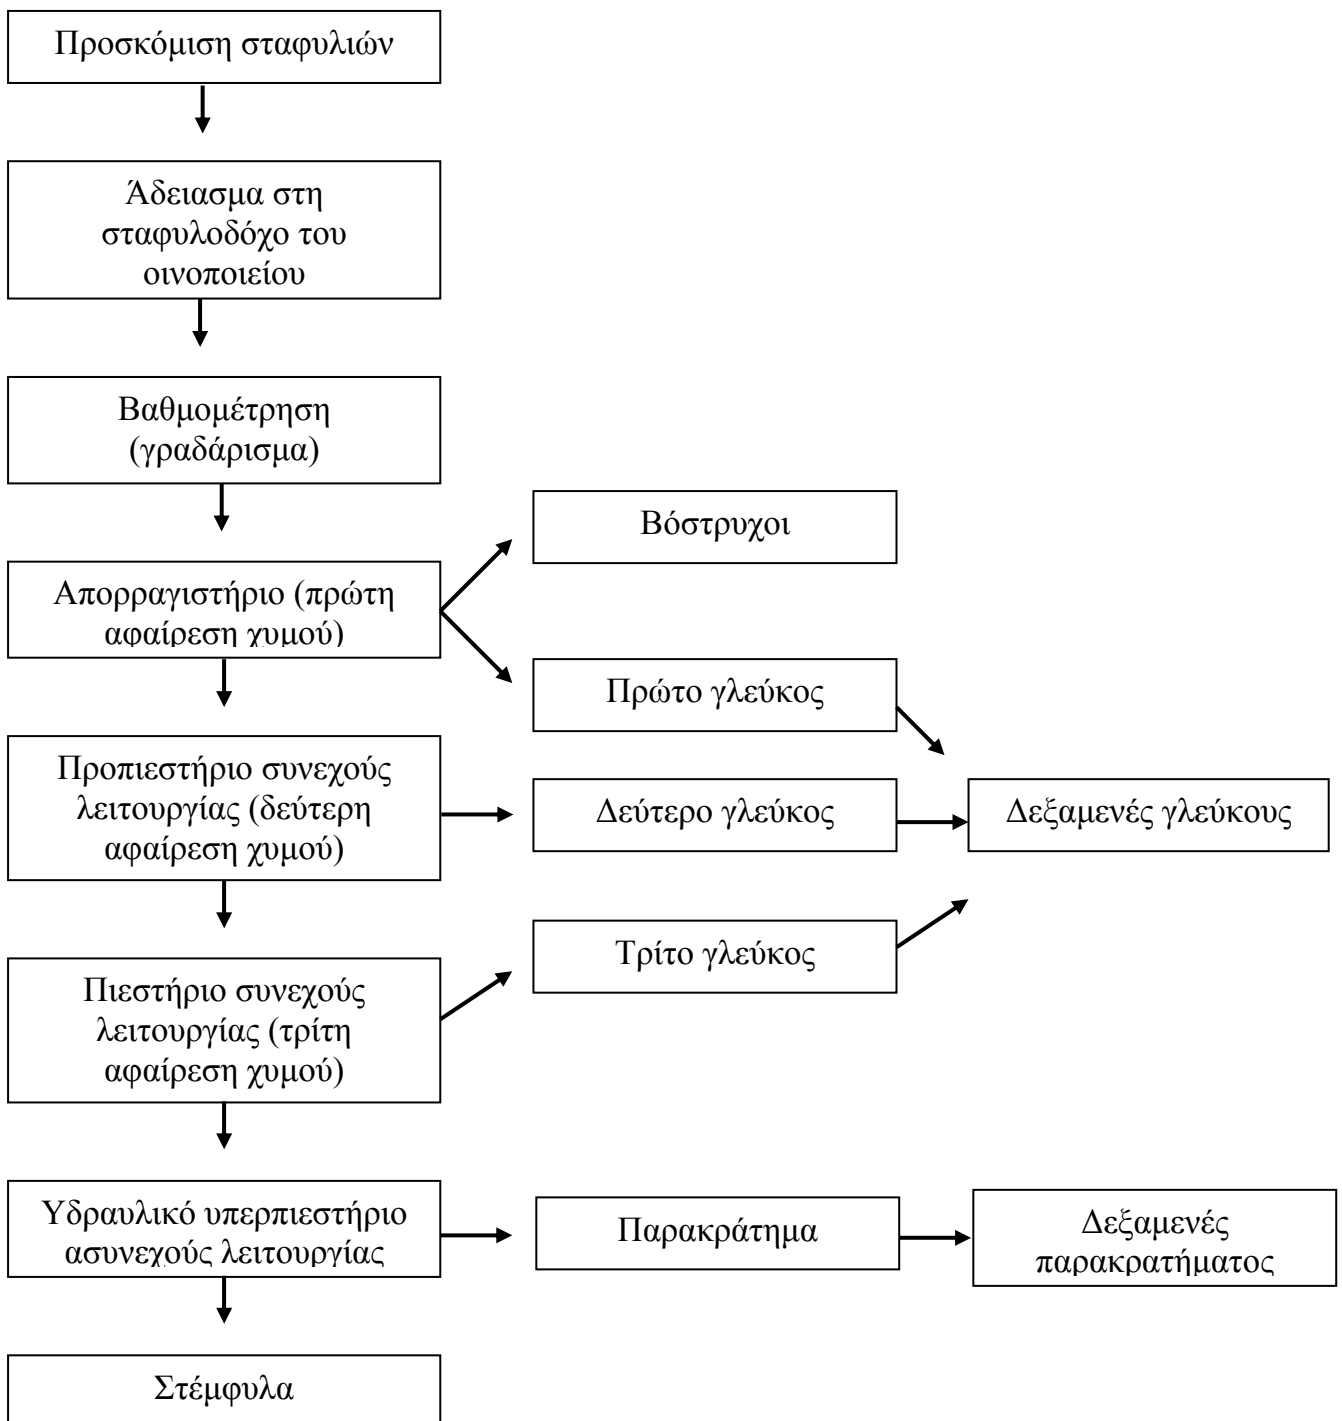 Προσκόμιση σταφυλιών
Άδειασμα στη
σταφυλοδόχο του
οινοποιείου
Βαθμομέτρηση
(γραδάρισμα)
Βόστρυχοι
Απορραγιστήριο (πρώτη
αφαίρεση χυμού)
Πρώτο γλεύκος
Προπιεστήριο συνεχούς
λειτουργίας (δεύτερη
αφαίρεση χυμού)
Δεύτερο γλεύκος
Δεξαμενές γλεύκους
Τρίτο γλεύκος
Πιεστήριο συνεχούς
λειτουργίας (τρίτη
αφαίρεση χυμού)
Υδραυλικό υπερπιεστήριο
ασυνεχούς λειτουργίας
Παρακράτημα
Δεξαμενές
παρακρατήματος
Στέμφυλα